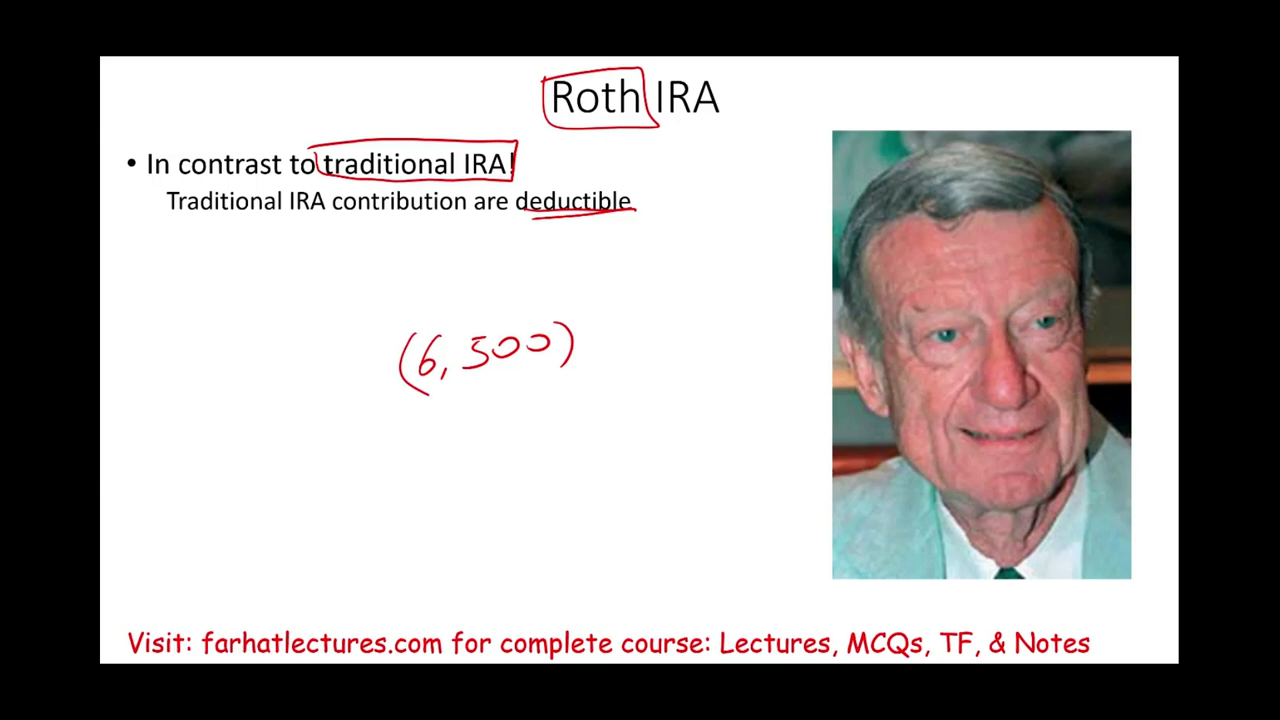 Roth IRA
• In contrast to traditional IRA!
Traditional IRA contribution are deductible
(6,500)
Visit: farhatlectures.com for complete course: Lectures, MCQs, TF, & Notes